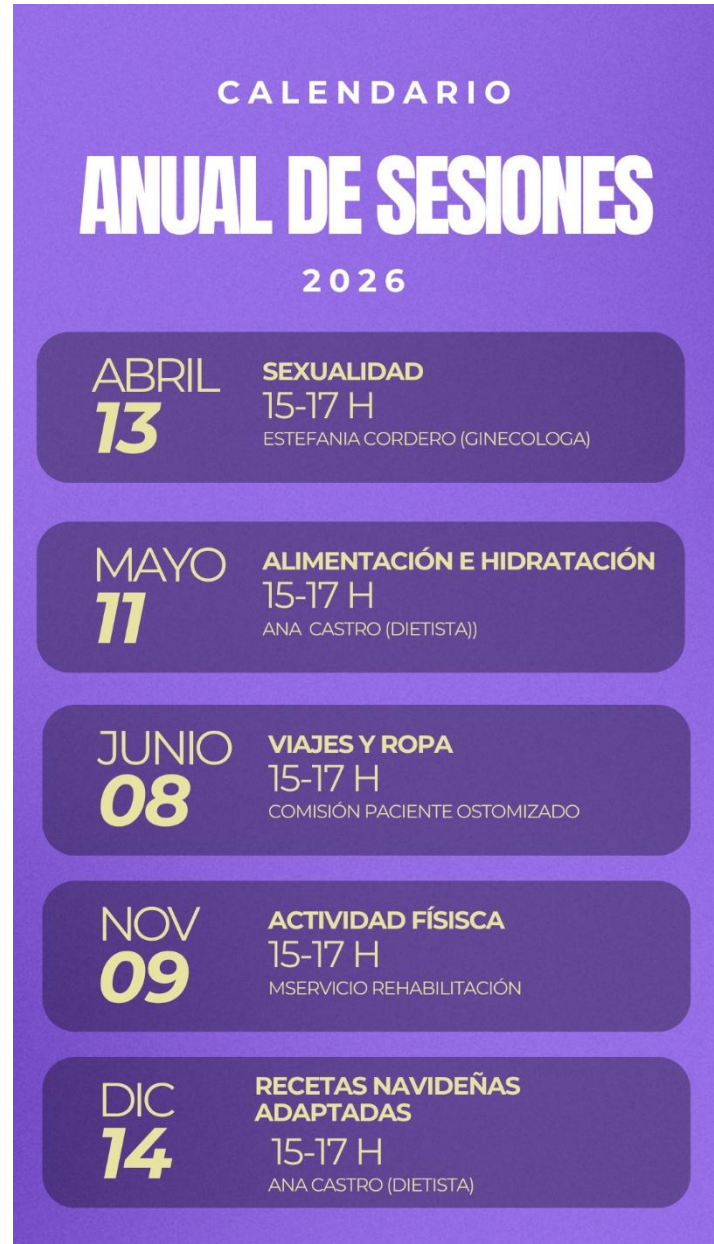 CALENDARIO
ANUAL DE SESIONES
2026
ABRIL
13
SEXUALIDAD
15-17 H
ESTEFANIA CORDERO (GINECOLOGA)
MAYO
11
ALIMENTACIÓN E HIDRATACIÓN
15-17 H
ANA CASTRO (DIETISTA))
JUNIO
08
VIAJES Y ROPA
15-17 H
COMISIÓN PACIENTE OSTOMIZADO
NOV
09
ACTIVIDAD FÍSISCA
15-17 H
MSERVICIO REHABILITACIÓN
DIC
14
RECETAS NAVIDEÑAS
ADAPTADAS
15-17 H
ANA CASTRO (DIETISTA)